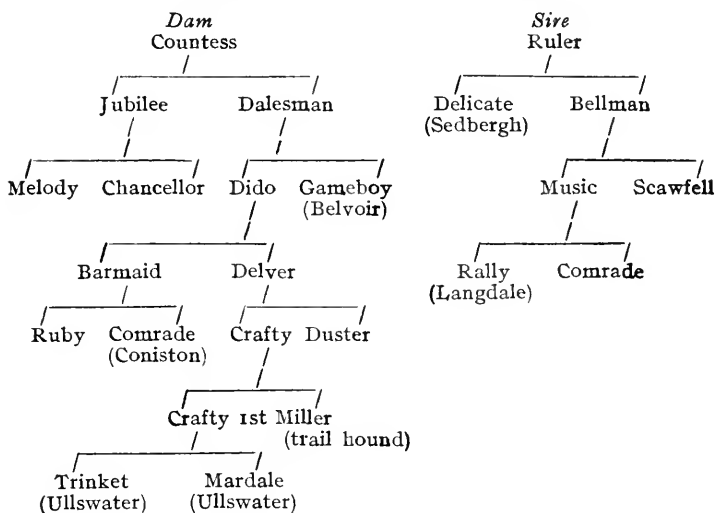 Dam Sire
Countess Ruler
Jubilee Dalesman Delicate Bellman
(Sedbergh)
Melody Chancellor Dido Gameboy Music Scawfell
(Belvoir)
Barmaid Delver Rally Comrade
(Langdale)
Ruby Comrade Crafty Duster
(Coniston)
Crafty 1st Miller
(trail hound)
Trinket Mardale
(Ullswater) (Ullswater)